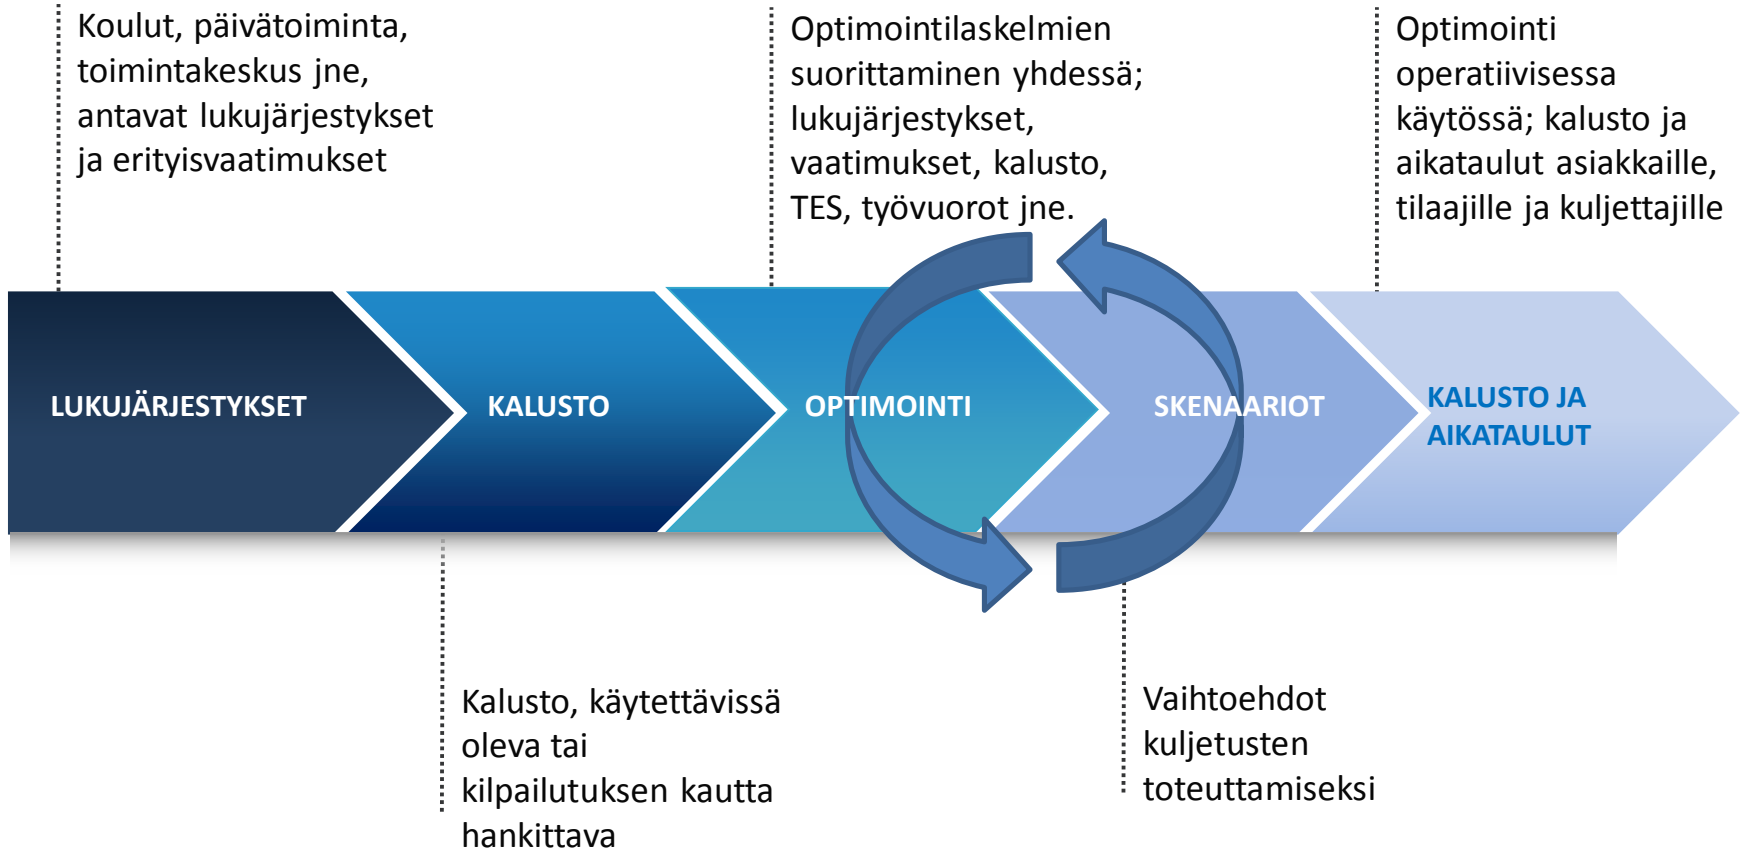 Koulut, päivätoiminta,
toimintakeskus jne,
antavat lukujärjestykset
ja erityisvaatimukset
Optimointilaskelmien
suorittaminen yhdessä;
lukujärjestykset,
vaatimukset, kalusto,
TES, työvuorot jne.
Optimointi
operatiivisessa
käytössä; kalusto ja
aikataulut asiakkaille,
tilaajille ja kuljettajille
LUKUJÄRJESTYKSET
KALUSTO
OPTIMOINTI
SKENAARIOT
KALUSTO JA
AIKATAULUT
Kalusto, käytettävissä
oleva tai
kilpailutuksen kautta
hankittava
Vaihtoehdot
kuljetusten
toteuttamiseksi